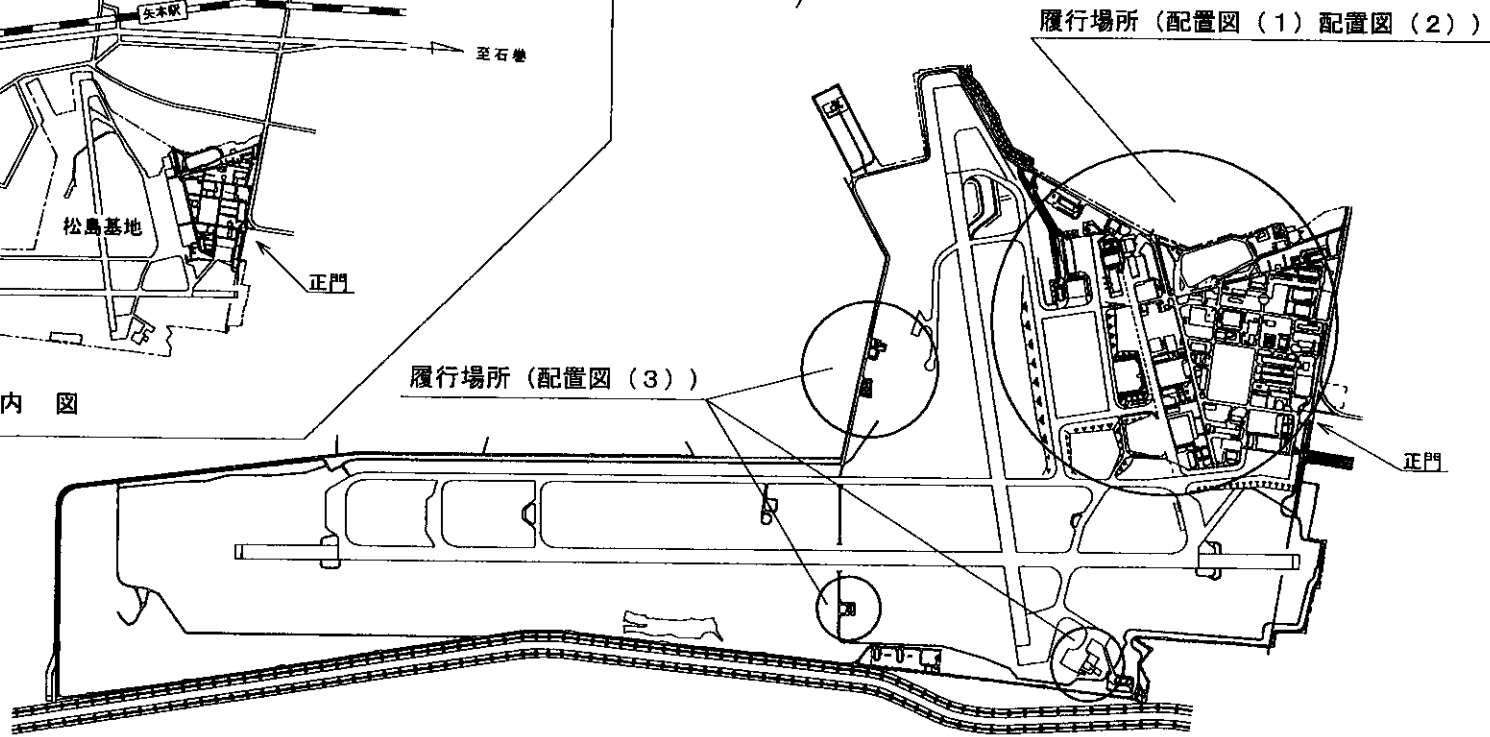 矢本駅
至石巻
松島基地
正門
内 図
履行場所（配置図（１）配置図（２））
履行場所（配置図（３））
正門